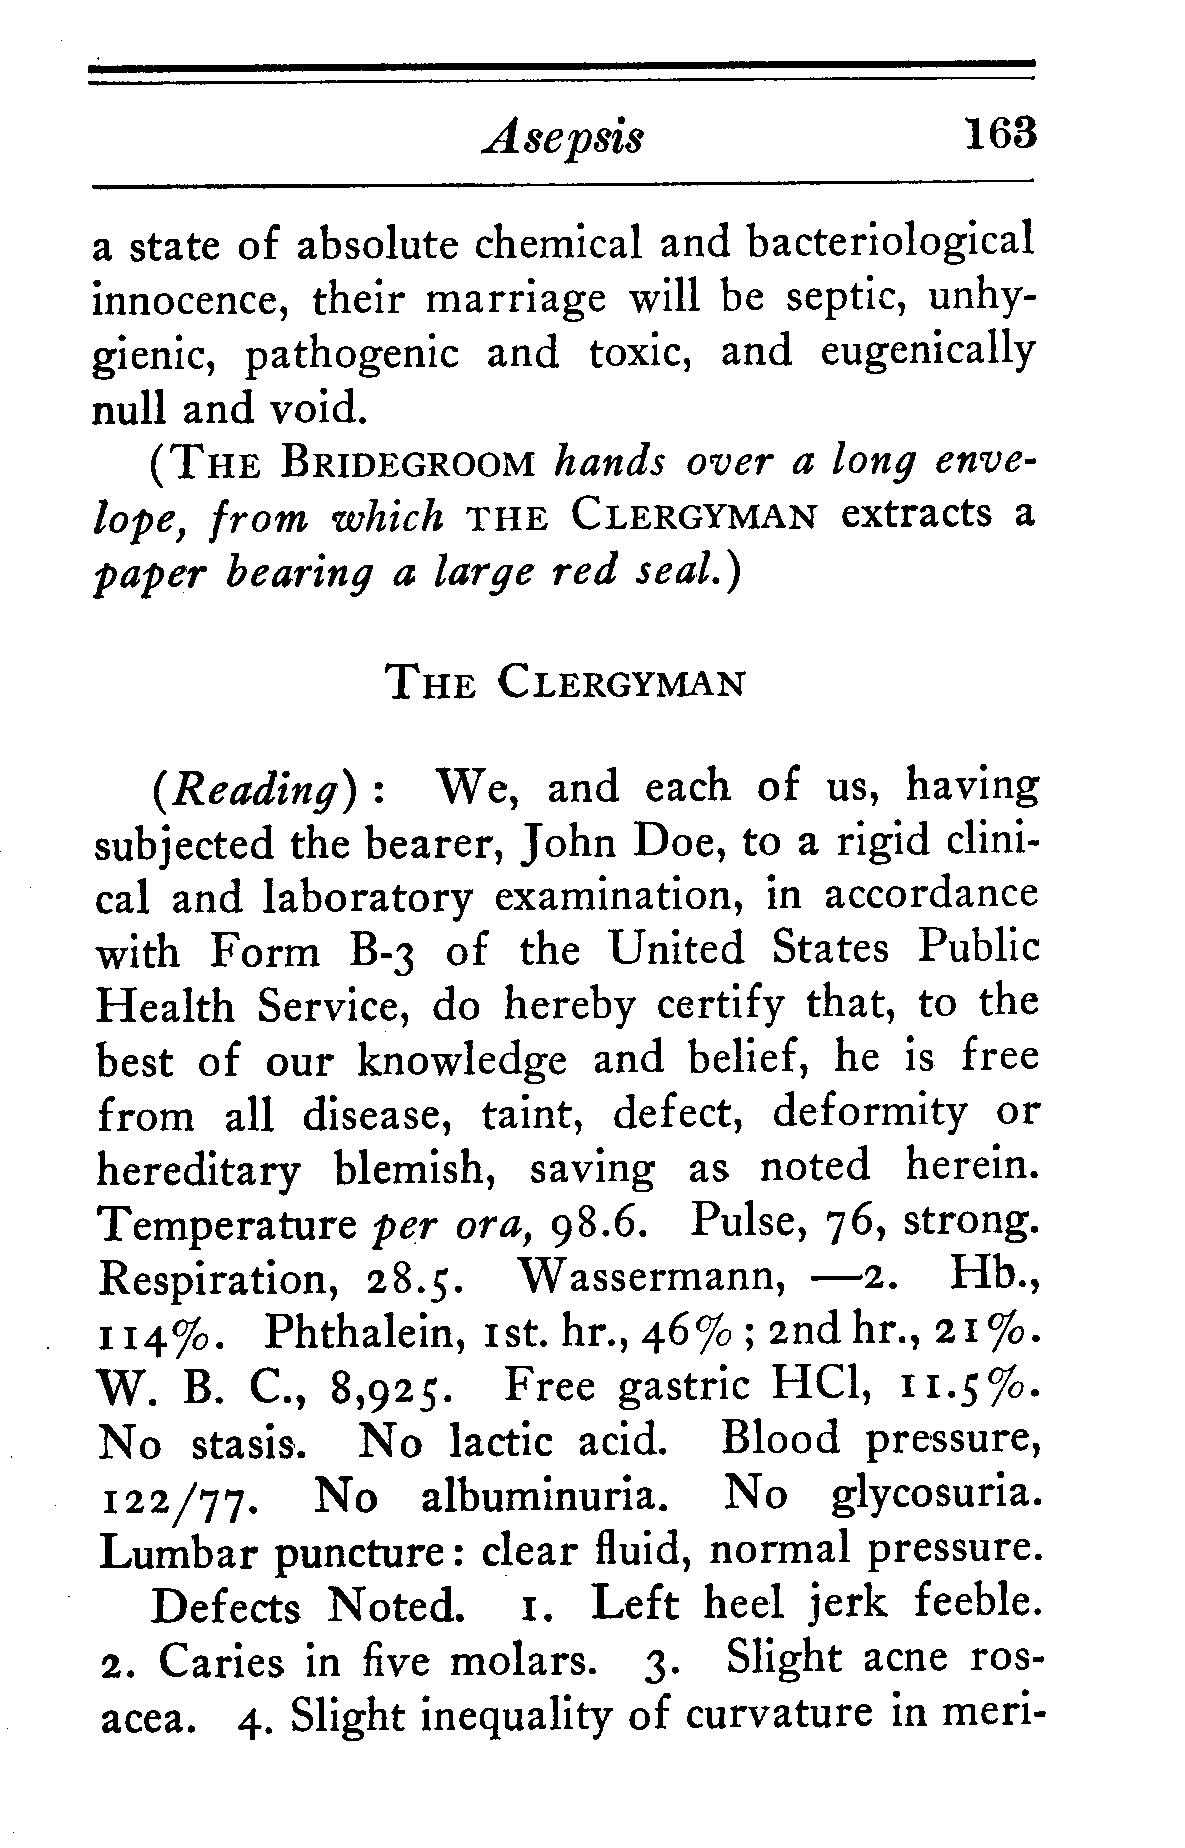 Asepsis 163
a state of absolute chemical and bacteriological
innocence, their marriage will be septic, unhy-
gienic, pathogenic and toxic, and eugenically
null and void.
(THE BRIDEGROOM hands over a long enve-
lope, from which THE CLERGYMAN extracts a
paper bearing a large red seal.)
THE CLERGYMAN
(Reading) : We, and each of us, having
subjected the bearer, John Doe, to a rigid clini-
cal and laboratory examination, in accordance
with Form B-3 of the United States Public
Health Service, do hereby certify that, to the
best of our knowledge and belief, he is free
from all disease, taint, defect, deformity or
hereditary blemish, saving as noted herein.
Temperature per ora, 98.6. Pulse, 76, strong.
Respiration, 28.5. Wassermann, —2. Hb.,
114%. Phthalein, 1st. hr., 46% ; 2nd hr., 21%.
W. B. C., 8,925. Free gastric HCl, 11.5%.
No stasis. No lactic acid. Blood pressure,
122/77. No albuminuria. No glycosuria.
Lumbar puncture : clear fluid, normal pressure.
Defects Noted. 1. Left heel jerk feeble.
2. Caries in five molars. 3. Slight acne ros-
acea. 4. Slight inequality of curvature in meri-